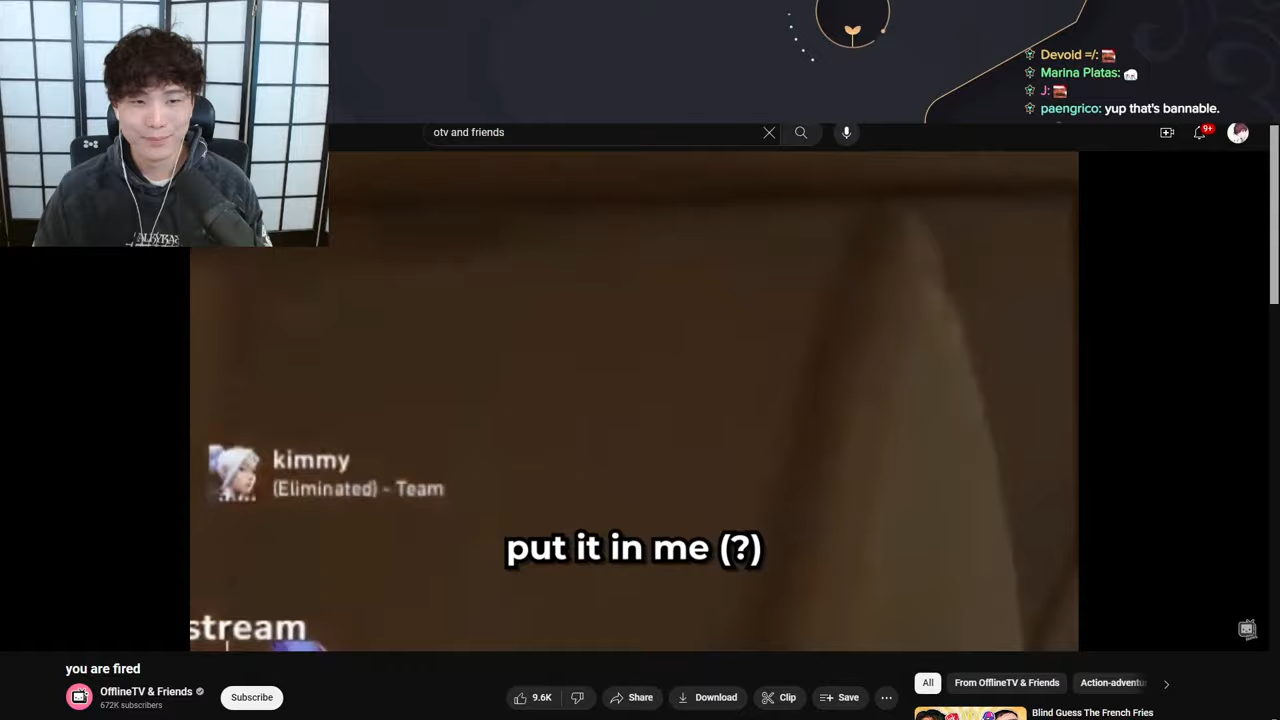 Devoid =/:
Marina Platas:
J:
paengrico: yup that's bannable.
otv and friends
9+
kimmy
(Eliminated) - Team
put it in me (?)
stream
you are fired
OfflineTV & Friends
672K subscribers
Subscribe
9.6K
Share
Download
Clip
Save
All
From OfflineTV & Friends
Action-adventu
Blind Guess The French Fries